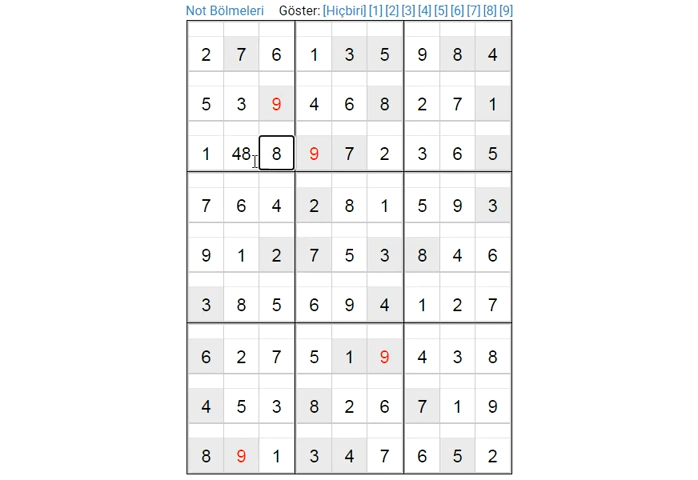 Not Bölmeleri Göster: [Hiçbiri] [1] [2] [3] [4] [5] [6] [7] [8] [9]
2 7 6 1 3 5 9 8 4
5 3 9 4 6 8 2 7 1
1 48 8 9 7 2 3 6 5
7 6 4 2 8 1 5 9 3
9 1 2 7 5 3 8 4 6
3 8 5 6 9 4 1 2 7
6 2 7 5 1 9 4 3 8
4 5 3 8 2 6 7 1 9
8 9 1 3 4 7 6 5 2